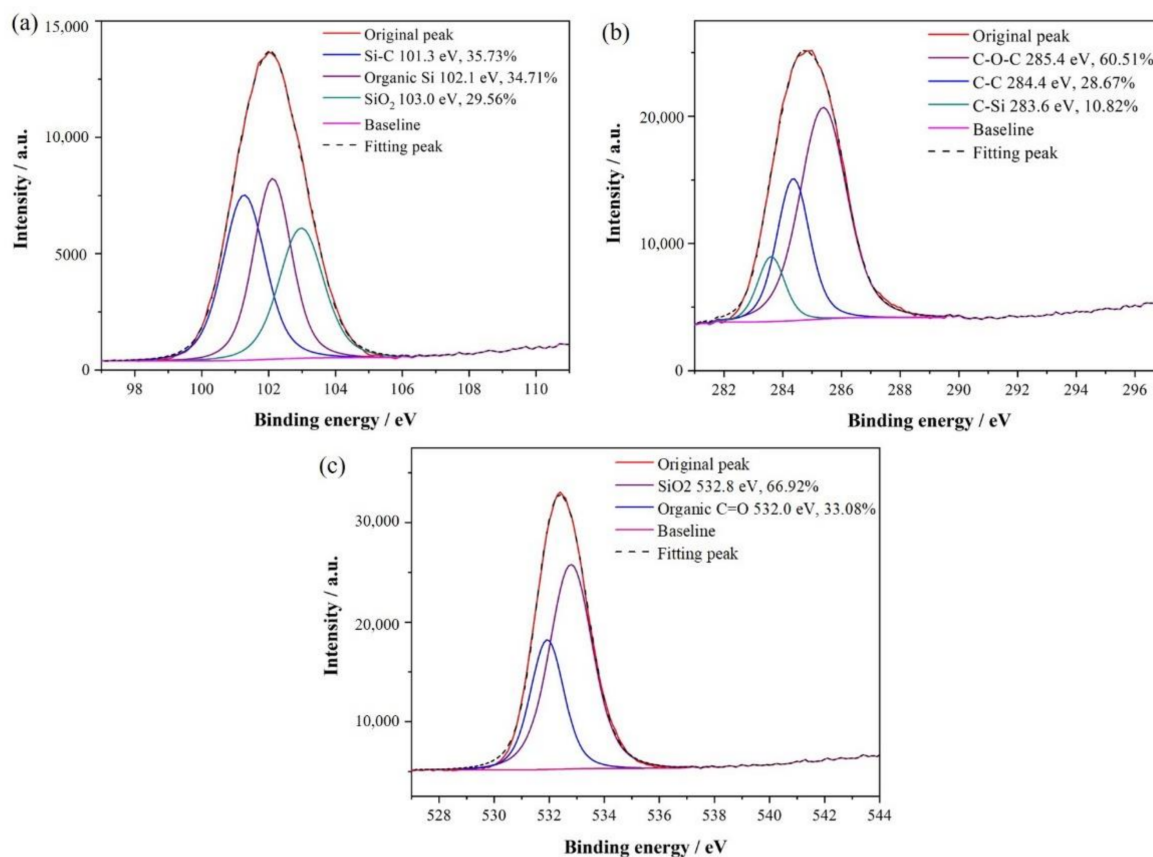 (a)
15,000
10,000
5000
0
Intensity / a.u.
Original peak
Si-C 101.3 eV, 35.73%
Organic Si 102.1 eV, 34.71%
SiO₂ 103.0 eV, 29.56%
Baseline
Fitting peak
98 100 102 104 106 108 110
Binding energy / eV
(b)
20,000
10,000
0
Intensity / a.u.
Original peak
C-O-C 285.4 eV, 60.51%
C-C 284.4 eV, 28.67%
C-Si 283.6 eV, 10.82%
Baseline
Fitting peak
282 284 286 288 290 292 294 296
Binding energy / eV
(c)
30,000
20,000
10,000
Intensity / a.u.
Original peak
SiO2 532.8 eV, 66.92%
Organic C=O 532.0 eV, 33.08%
Baseline
Fitting peak
528 530 532 534 536 538 540 542 544
Binding energy / eV